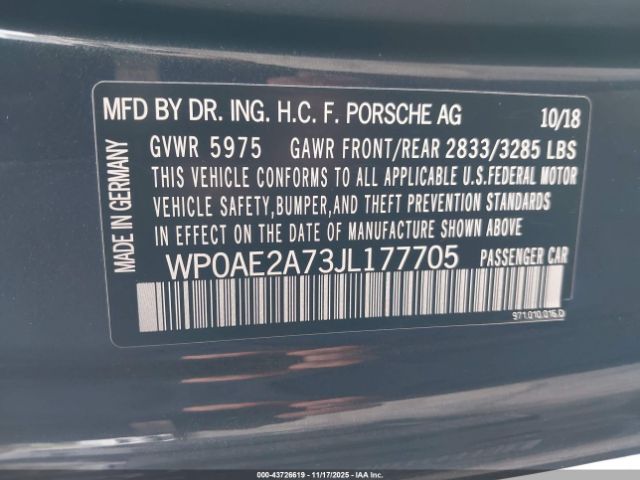 MFD BY DR. ING. H.C. F. PORSCHE AG 10/18
GVWR 5975 GAWR FRONT/REAR 2833/3285 LBS
THIS VEHICLE CONFORMS TO ALL APPLICABLE U.S.FEDERAL MOTOR
VEHICLE SAFETY,BUMPER,AND THEFT PREVENTION STANDARDS
IN EFFECT ON THE DATE OF MANUFACTURE SHOWN ABOVE
WP0AE2A73JL177705 PASSENGER CAR
MADE IN GERMANY
971.010.016.D
000-43726619 - 11/17/2025 - IAAI.COM